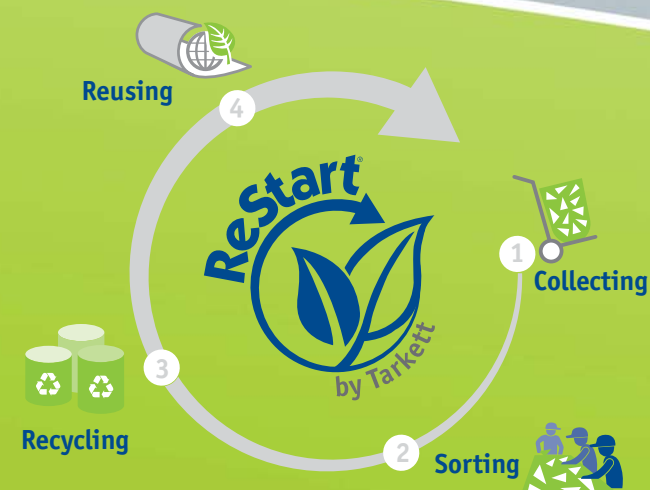 Reusing
4
ReStart®
1
Collecting
by Tarkett
3
Recycling
2
Sorting